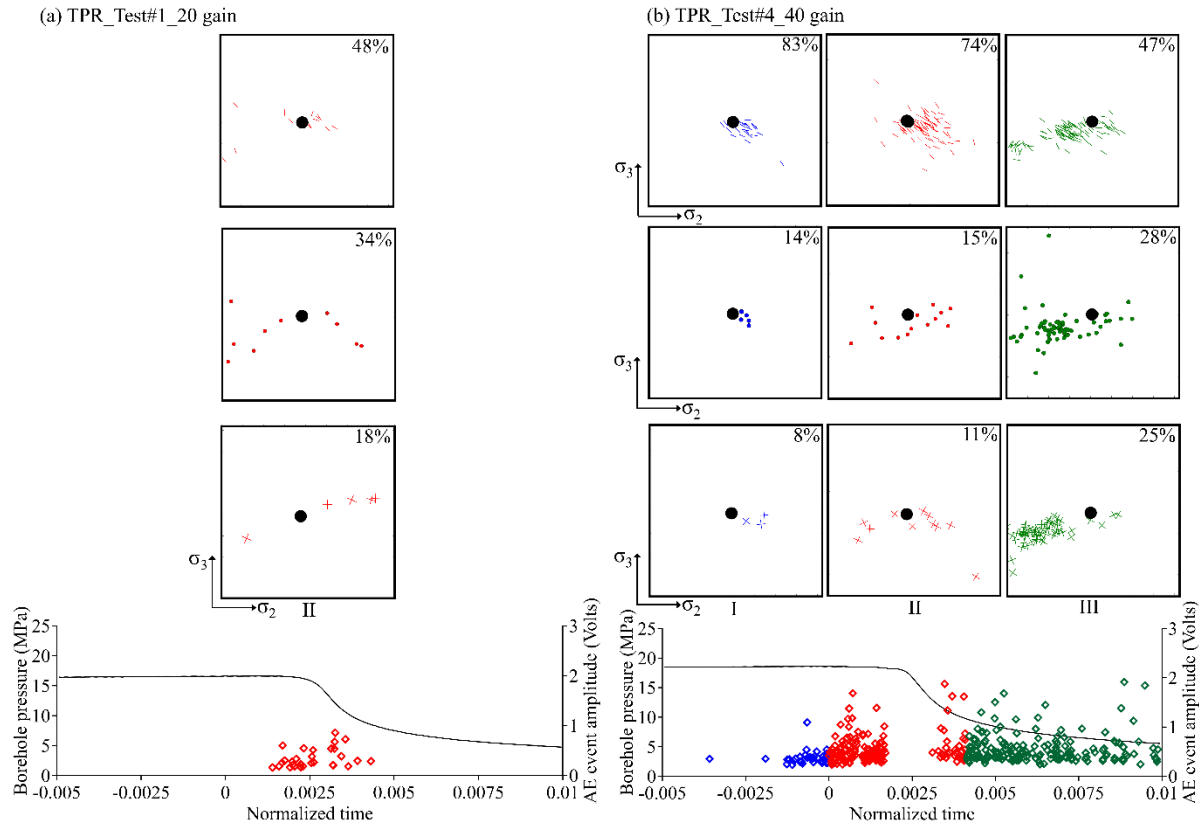 (a) TPR_Test#1_20 gain
48%
34%
18%
σ3
σ2
II
25
20
15
10
5
0
Borehole pressure (MPa)
3
2
1
0
AE event amplitude (Volts)
-0.005
-0.0025
0
0.0025
0.005
0.0075
0.01
Normalized time
(b) TPR_Test#4_40 gain
83%
74%
47%
σ3
σ2
14%
15%
28%
σ3
σ2
8%
11%
25%
σ3
σ2
I
II
III
25
20
15
10
5
0
Borehole pressure (MPa)
3
2
1
0
AE event amplitude (Volts)
-0.005
-0.0025
0
0.0025
0.005
0.0075
0.01
Normalized time